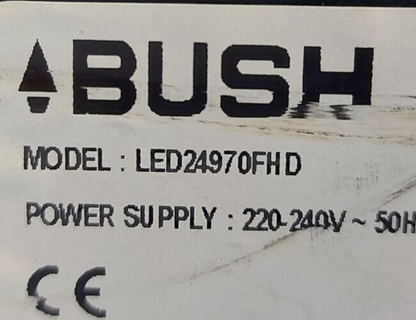 BUSH
MODEL : LED24970FHD
POWER SUPPLY : 220-240V ~ 50H
CE